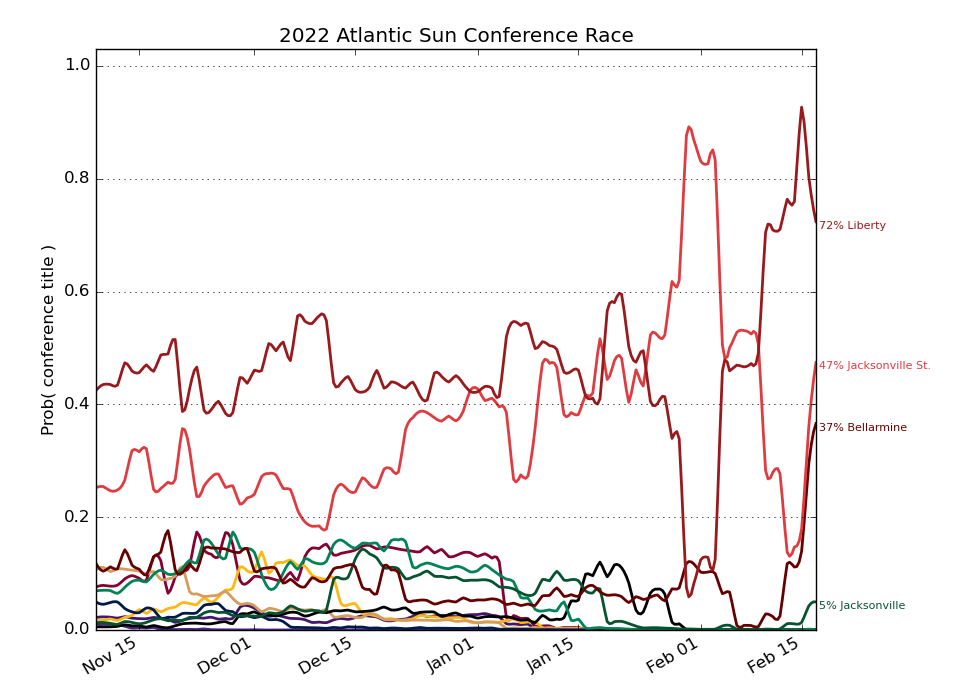 2022 Atlantic Sun Conference Race
Prob( conference title )
1.0
0.8
0.6
0.4
0.2
0.0
72% Liberty
47% Jacksonville St.
37% Bellarmine
5% Jacksonville
Nov 15
Dec 01
Dec 15
Jan 01
Jan 15
Feb 01
Feb 15